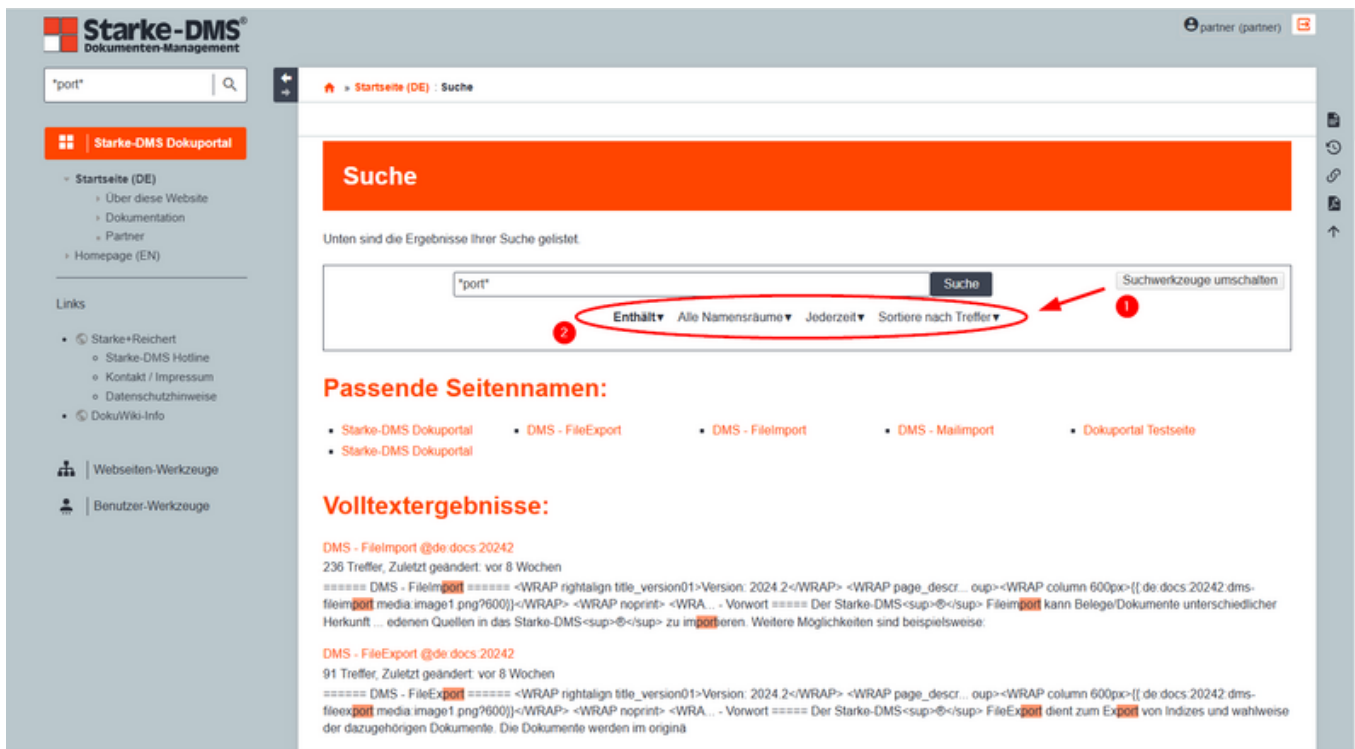 Starke-DMS®
Dokumenten-Management
partner (partner)
*port*
» Startseite (DE) : Suche
Starke-DMS Dokuportal
Startseite (DE)
Über diese Website
Dokumentation
Partner
Homepage (EN)
Links
Starke+Reichert
Starke-DMS Hotline
Kontakt / Impressum
Datenschutzhinweise
DokuWiki-Info
Webseiten-Werkzeuge
Benutzer-Werkzeuge
Suche
Unten sind die Ergebnisse Ihrer Suche gelistet.
*port* Suche Suchwerkzeuge umschalten
1
Enthält▾ Alle Namensräume▾ Jederzeit▾ Sortiere nach Treffer▾
2
Passende Seitennamen:
Starke-DMS Dokuportal DMS - FileExport DMS - FileImport DMS - Mailimport Dokuportal Testseite
Starke-DMS Dokuportal
Volltextergebnisse:
DMS - FileImport @de:docs:20242
236 Treffer, Zuletzt geändert: vor 8 Wochen
====== DMS - FileImport ====== <WRAP rightalign title_version01>Version: 2024.2</WRAP> <WRAP page_descr... oup><WRAP column 600px>{{:de:docs:20242:dms-
fileimport:media:image1.png?600}}</WRAP> <WRAP noprint> <WRA... - Vorwort ===== Der Starke-DMS<sup>®</sup> Fileimport kann Belege/Dokumente unterschiedlicher
Herkunft ... edenen Quellen in das Starke-DMS<sup>®</sup> zu importieren. Weitere Möglichkeiten sind beispielsweise:
DMS - FileExport @de:docs:20242
91 Treffer, Zuletzt geändert: vor 8 Wochen
====== DMS - FileExport ====== <WRAP rightalign title_version01>Version: 2024.2</WRAP> <WRAP page_descr... oup><WRAP column 600px>{{:de:docs:20242:dms-
fileexport:media:image1.png?600}}</WRAP> <WRAP noprint> <WRA... - Vorwort ===== Der Starke-DMS<sup>®</sup> FileExport dient zum Export von Indizes und wahlweise
der dazugehörigen Dokumente. Die Dokumente werden im originä